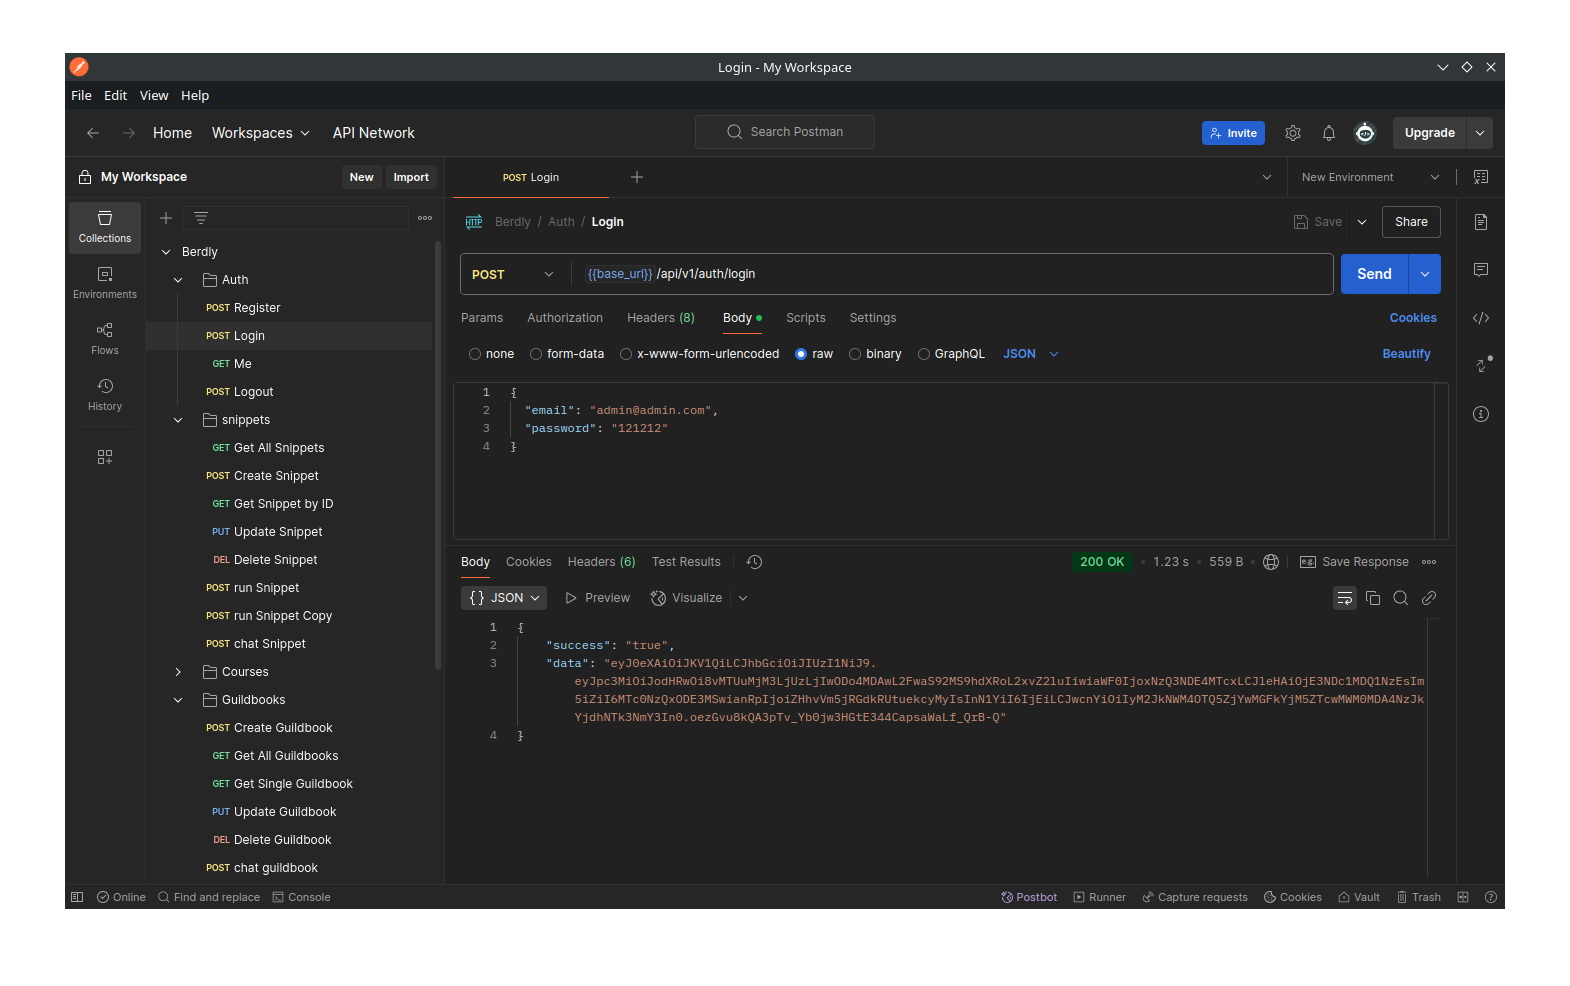 Login - My Workspace
File Edit View Help
Home Workspaces API Network
Search Postman
Invite
Upgrade
My Workspace
New Import
POST Login
New Environment
Collections
Environments
Flows
History
Berdly
Auth
POST Register
POST Login
GET Me
POST Logout
snippets
GET Get All Snippets
POST Create Snippet
GET Get Snippet by ID
PUT Update Snippet
DEL Delete Snippet
POST run Snippet
POST run Snippet Copy
POST chat Snippet
Courses
Guildbooks
POST Create Guildbook
GET Get All Guildbooks
GET Get Single Guildbook
PUT Update Guildbook
DEL Delete Guildbook
POST chat guildbook
HTTP Berdly / Auth / Login
Save Share
POST {{base_url}} /api/v1/auth/login
Send
Params Authorization Headers (8) Body Scripts Settings Cookies
none form-data x-www-form-urlencoded raw binary GraphQL JSON Beautify
1 {
2 "email": "admin@admin.com",
3 "password": "121212"
4 }
Body Cookies Headers (6) Test Results
200 OK 1.23 s 559 B e.g. Save Response
{} JSON Preview Visualize
1 {
2 "success": "true",
3 "data": "eyJ0eXAiOiJKV1QiLCJhbGciOiJIUzI1NiJ9.
4 }
Online Find and replace Console
Postbot Runner Capture requests Cookies Vault Trash